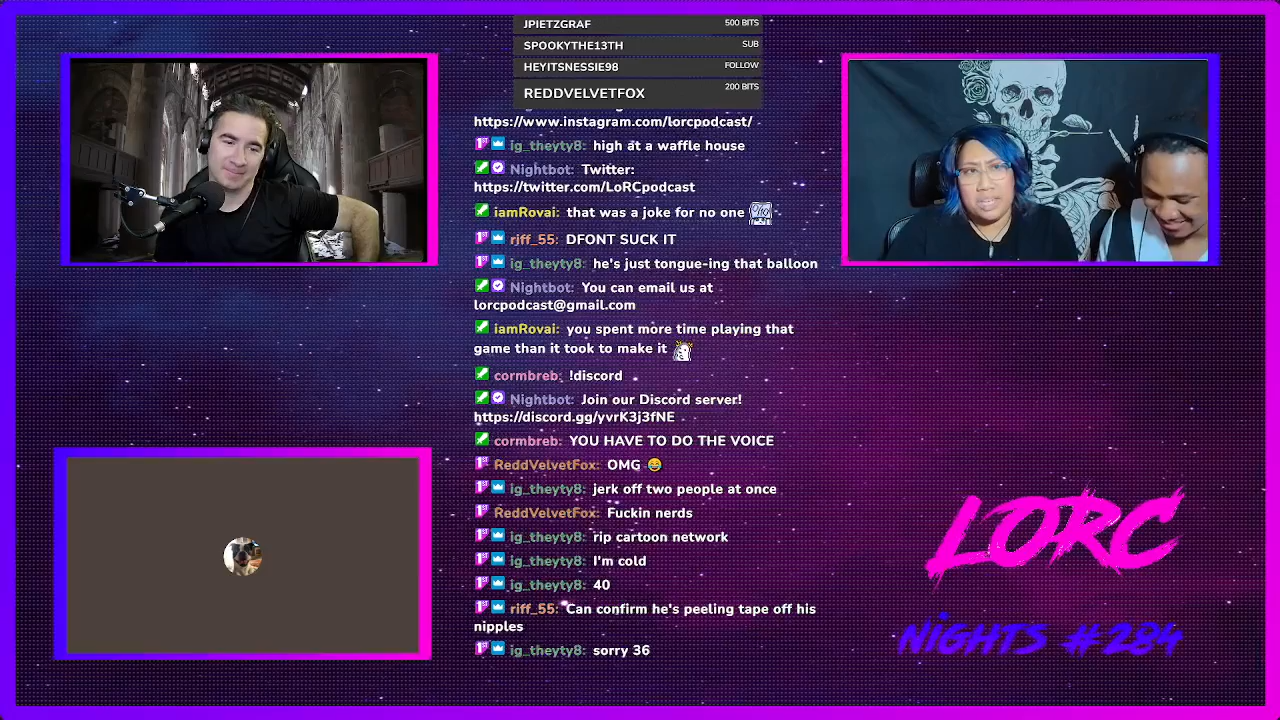 JPIETZGRAF 500 BITS
SPOOKYTHE13TH SUB
HEYITSNESSIE98 FOLLOW
REDDVELVETFOX 200 BITS
https://www.instagram.com/lorcpodcast/
ig_theyty8: high at a waffle house
Nightbot: Twitter:
https://twitter.com/LoRCpodcast
iamRovai: that was a joke for no one
riff_55: DFONT SUCK IT
ig_theyty8: he's just tongue-ing that balloon
Nightbot: You can email us at
lorcpodcast@gmail.com
iamRovai: you spent more time playing that
game than it took to make it
cormbreb: !discord
Nightbot: Join our Discord server!
https://discord.gg/yvrK3j3fNE
cormbreb: YOU HAVE TO DO THE VOICE
ReddVelvetFox: OMG 😂
ig_theyty8: jerk off two people at once
ReddVelvetFox: Fuckin nerds
ig_theyty8: rip cartoon network
ig_theyty8: I'm cold
ig_theyty8: 40
riff_55: Can confirm he's peeling tape off his
nipples
ig_theyty8: sorry 36
LORC
NIGHTS #284